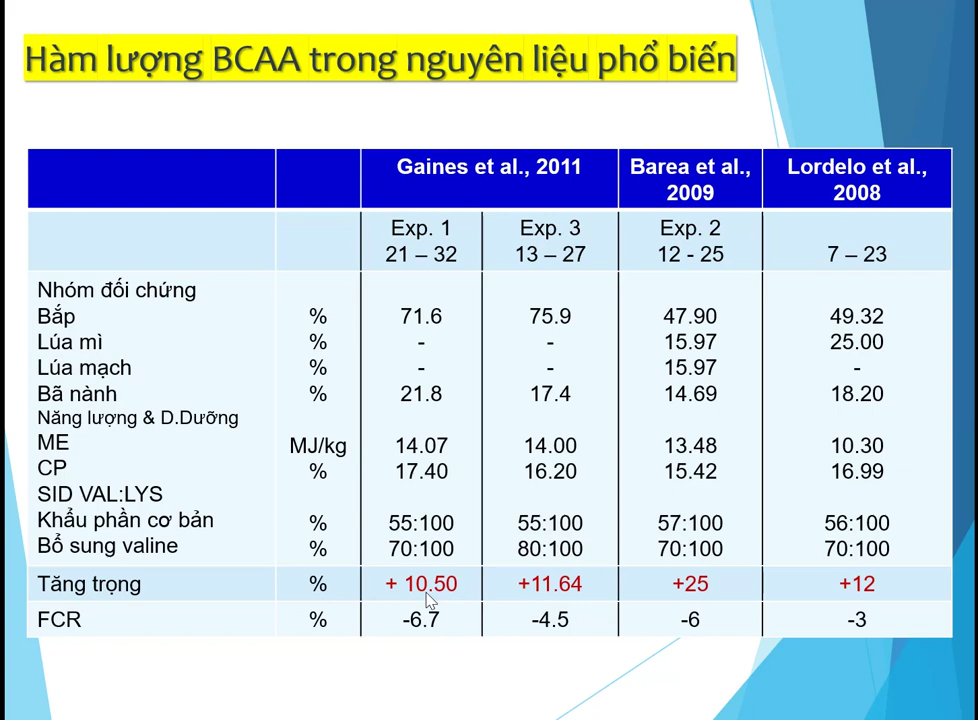 Hàm lượng BCAA trong nguyên liệu phổ biến
Gaines et al., 2011 Barea et al., 2009 Lordelo et al., 2008
Exp. 1 21 – 32 Exp. 3 13 – 27 Exp. 2 12 - 25 7 – 23
Nhóm đối chứng
Bắp % 71.6 75.9 47.90 49.32
Lúa mì % - - 15.97 25.00
Lúa mạch % - - 15.97 -
Bã nành % 21.8 17.4 14.69 18.20
Năng lượng & D.Dưỡng
ME MJ/kg 14.07 14.00 13.48 10.30
CP % 17.40 16.20 15.42 16.99
SID VAL:LYS
Khẩu phần cơ bản % 55:100 55:100 57:100 56:100
Bổ sung valine % 70:100 80:100 70:100 70:100
Tăng trọng % + 10.50 +11.64 +25 +12
FCR % -6.7 -4.5 -6 -3